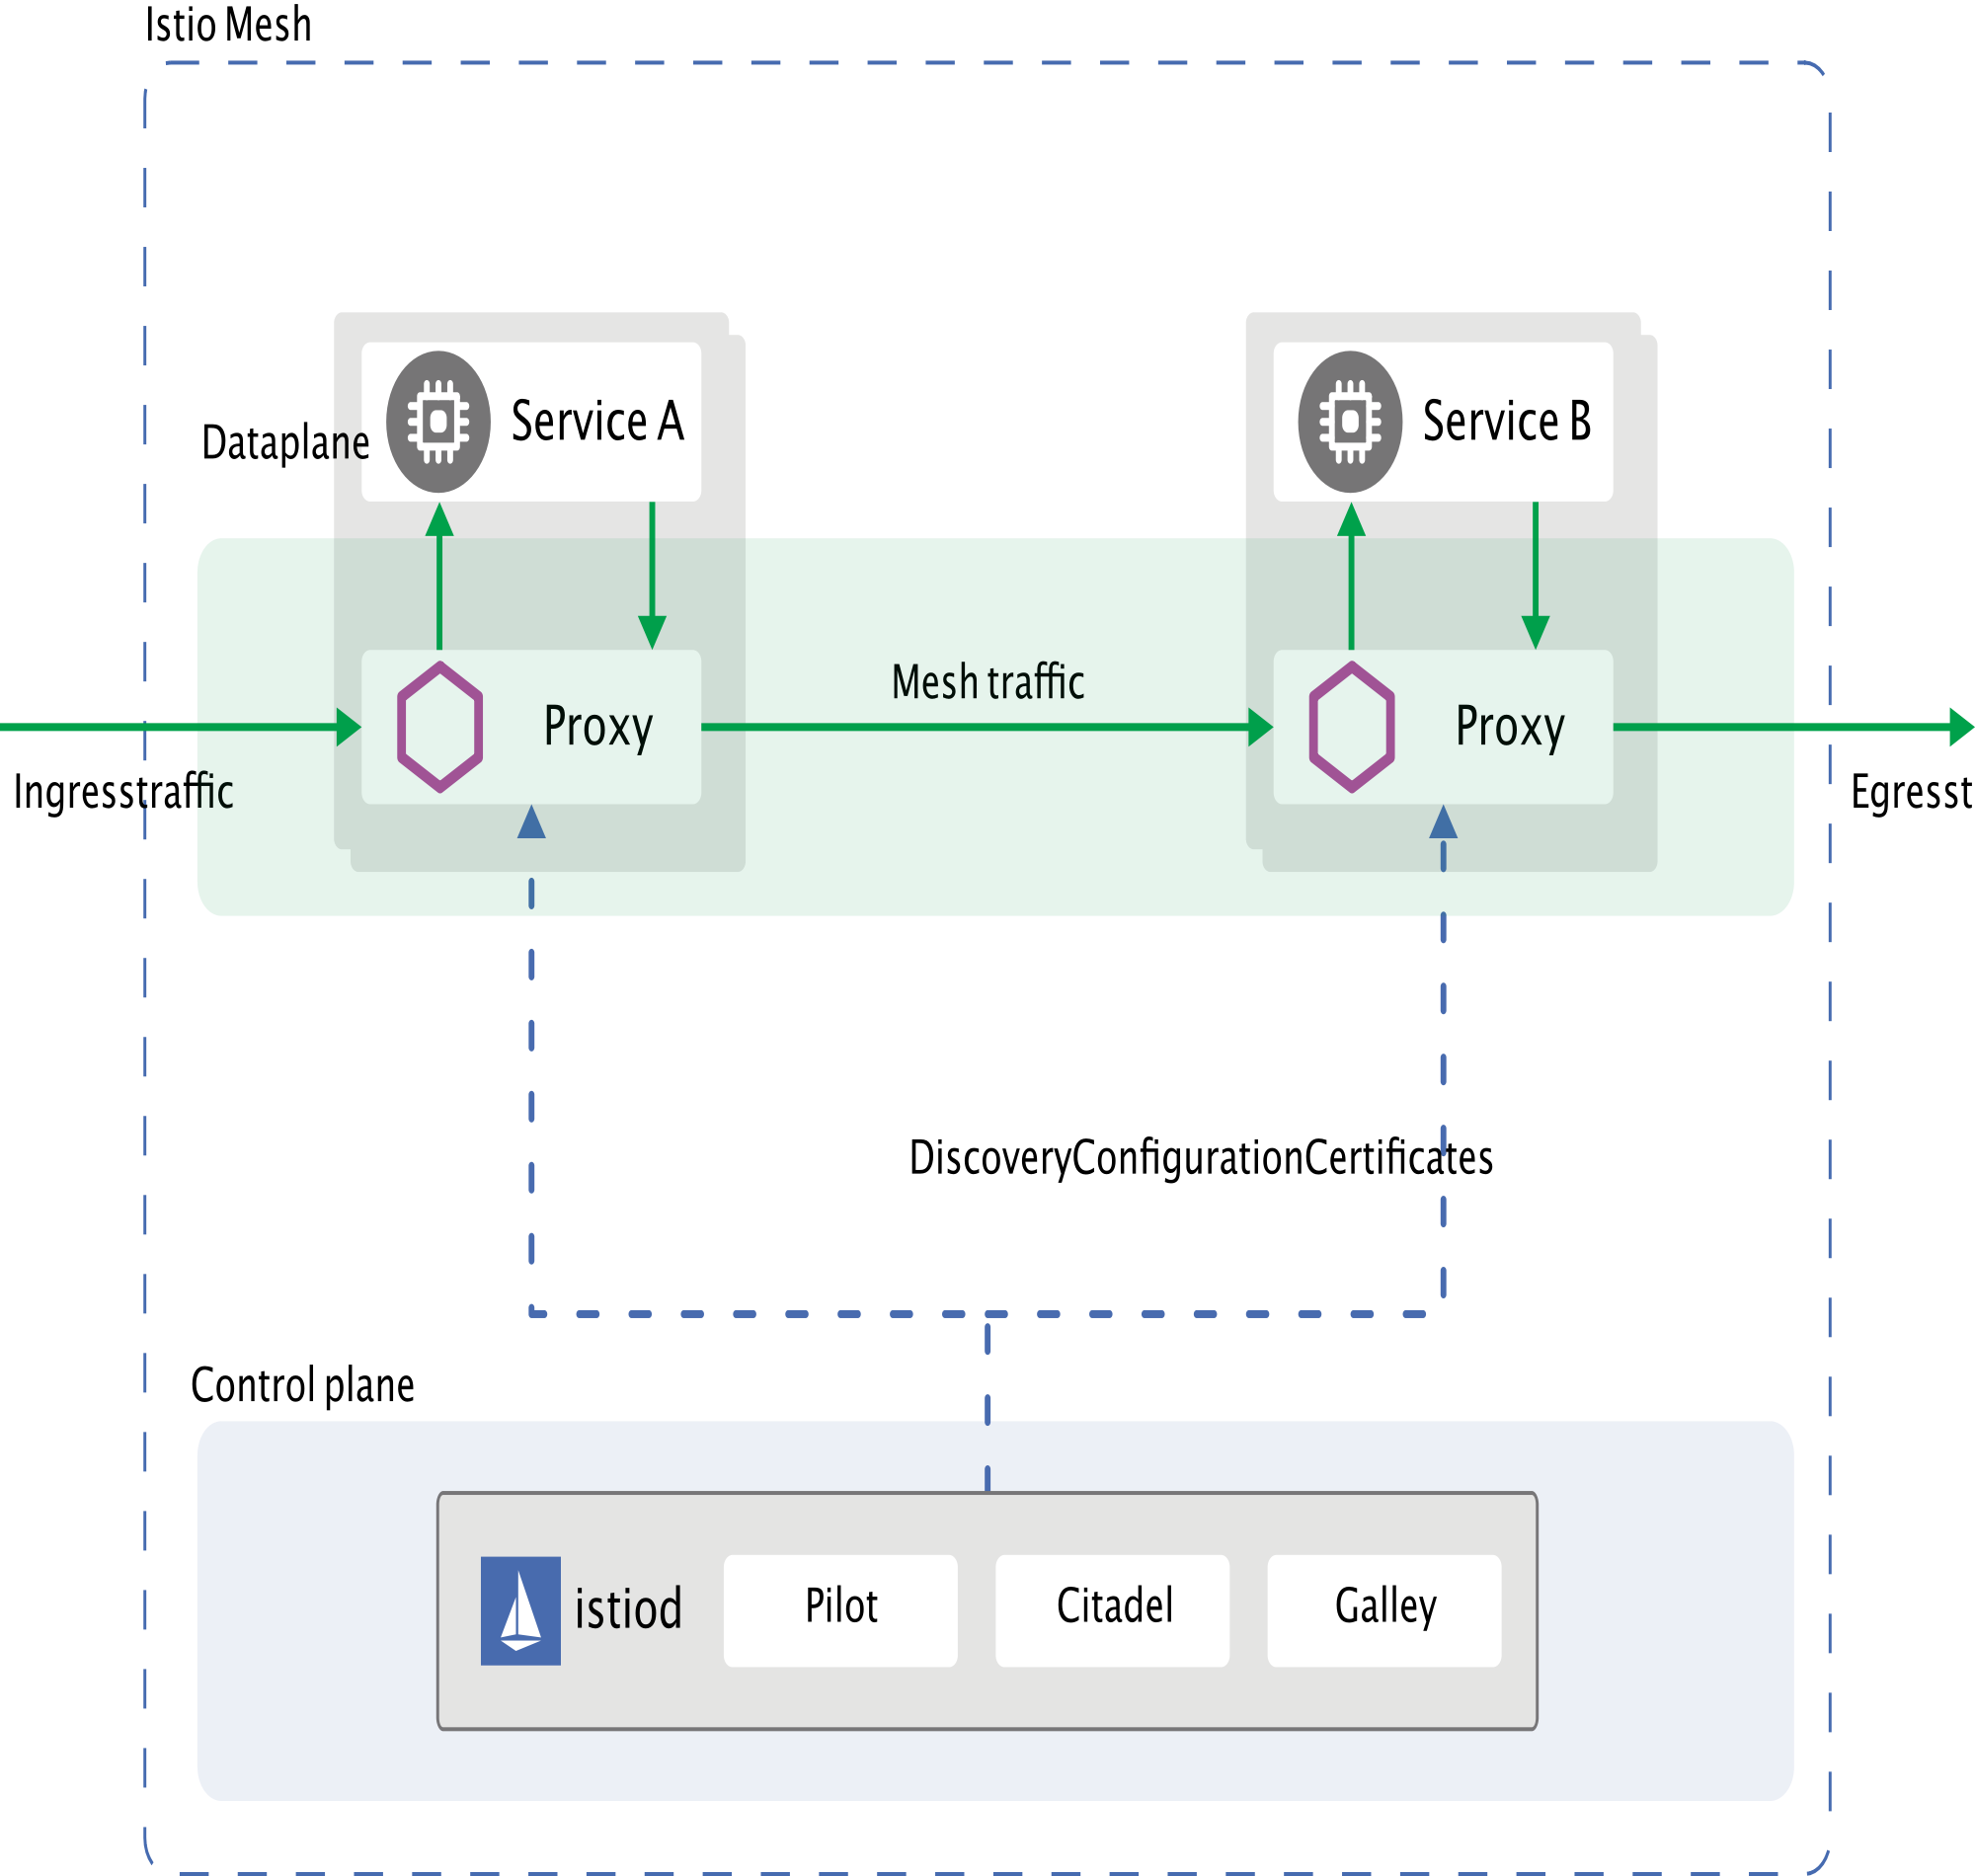 Istio Mesh
Service A
Service B
Dataplane
Mesh traffic
Proxy
Proxy
Ingresstraffic
Egresst
DiscoveryConfigurationCertificates
Control plane
istiod
Pilot
Citadel
Galley